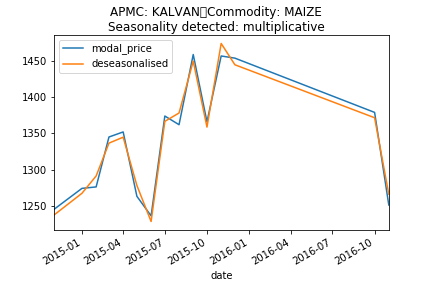 APMC: KALVAN Commodity: MAIZE
Seasonality detected: multiplicative
modal_price
deseasonalised
1450
1400
1350
1300
1250
2015-01
2015-04
2015-07
2015-10
2016-01
2016-04
2016-07
2016-10
date